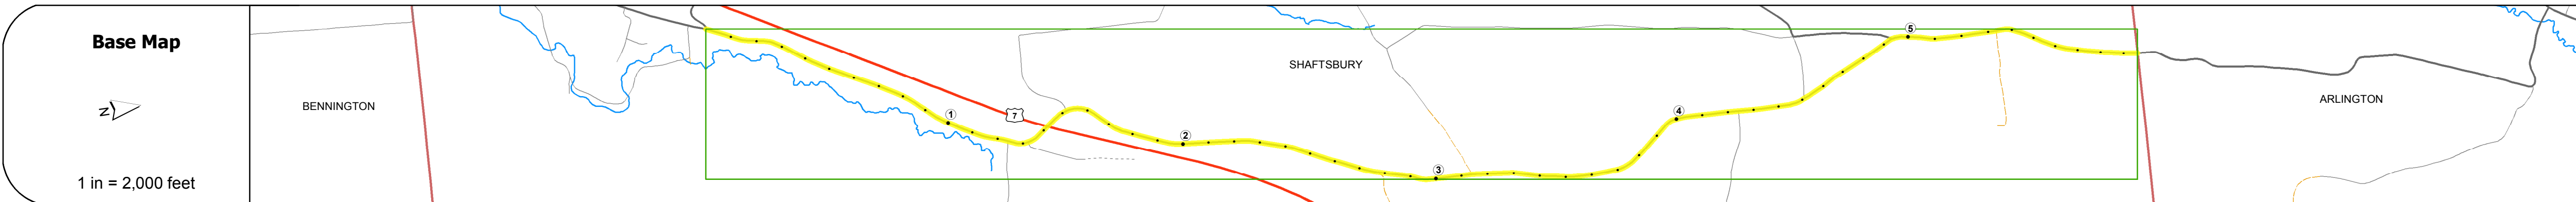 Base Map
N
1 in = 2,000 feet
BENNINGTON
1
7
2
SHAFTSBURY
3
4
5
ARLINGTON